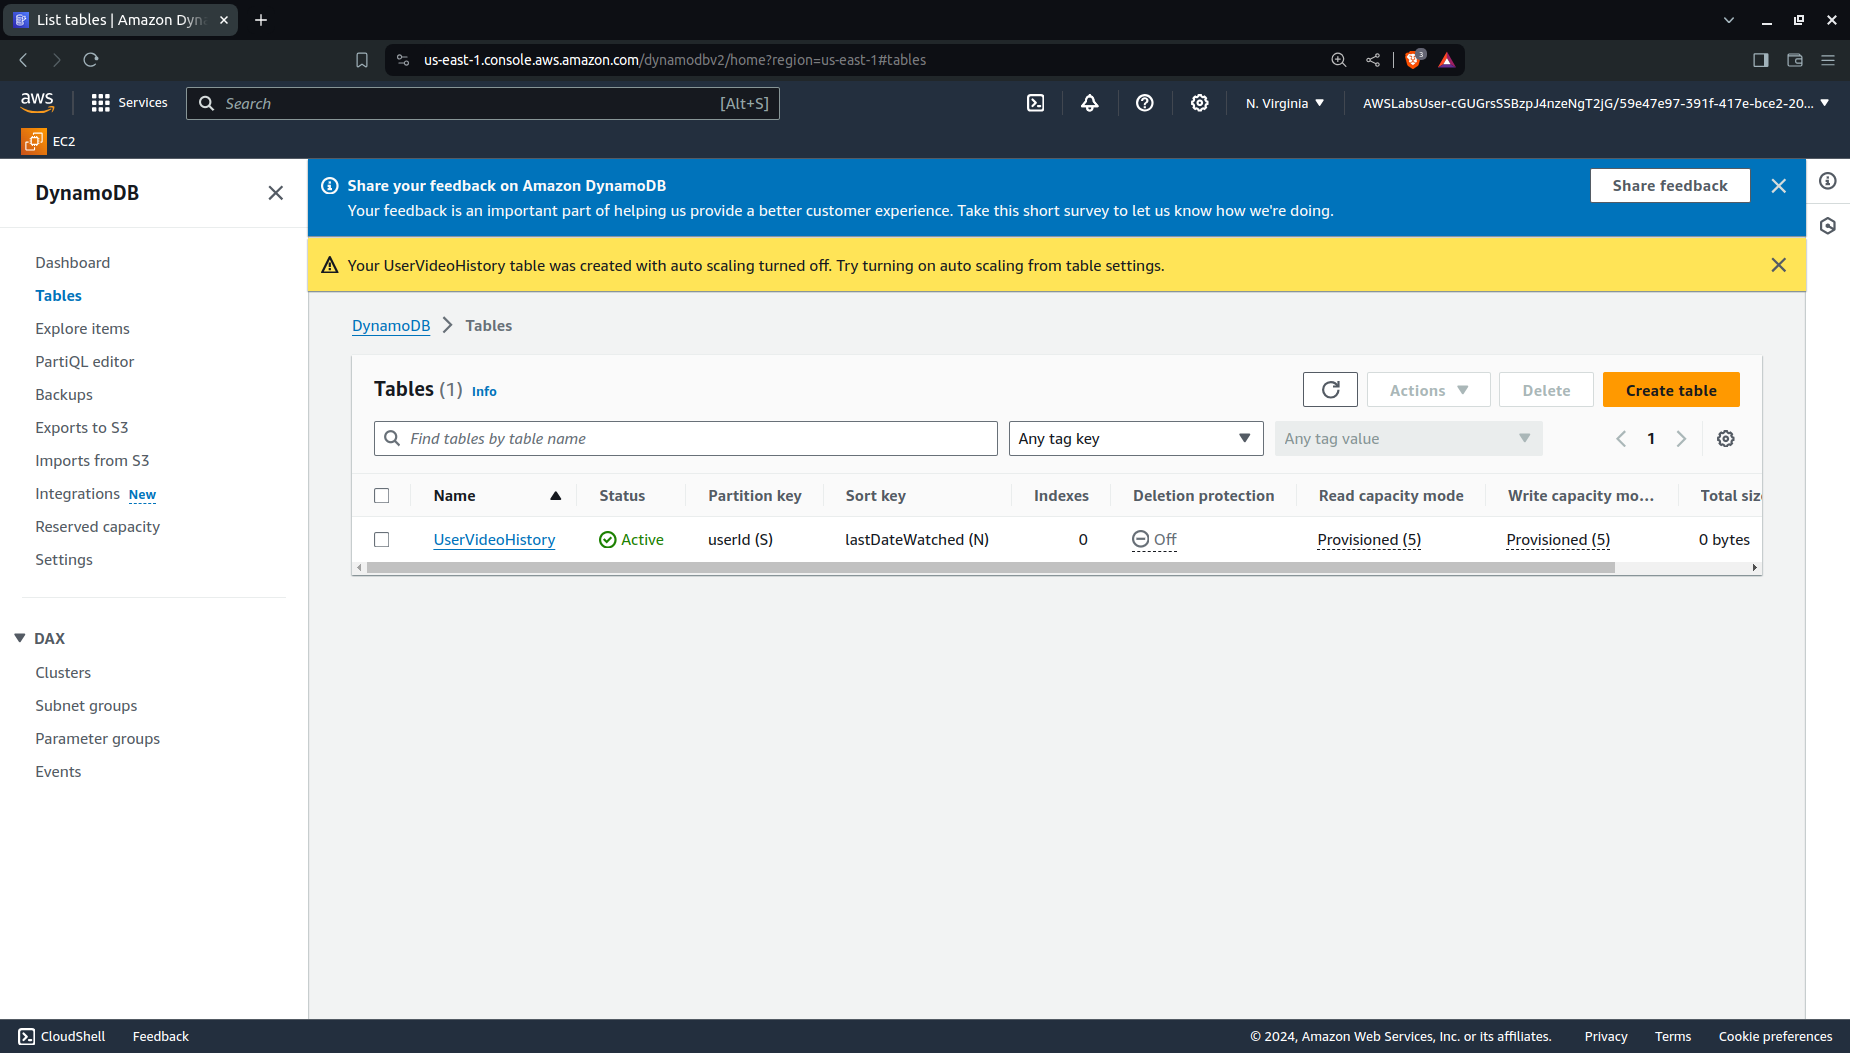 List tables | Amazon Dyn
us-east-1.console.aws.amazon.com/dynamodbv2/home?region=us-east-1#tables
3
aws
Services
Search
[Alt+S]
N. Virginia
AWSLabsUser-cGUGrsSSBzpJ4nzeNgT2jG/59e47e97-391f-417e-bce2-20...
EC2
DynamoDB
Dashboard
Tables
Explore items
PartiQL editor
Backups
Exports to S3
Imports from S3
Integrations New
Reserved capacity
Settings
DAX
Clusters
Subnet groups
Parameter groups
Events
Share your feedback on Amazon DynamoDB
Your feedback is an important part of helping us provide a better customer experience. Take this short survey to let us know how we're doing.
Share feedback
Your UserVideoHistory table was created with auto scaling turned off. Try turning on auto scaling from table settings.
DynamoDB > Tables
Tables (1) Info
Actions
Delete
Create table
Find tables by table name
Any tag key
Any tag value
1
Name Status Partition key Sort key Indexes Deletion protection Read capacity mode Write capacity mo... Total siz
UserVideoHistory Active userId (S) lastDateWatched (N) 0 Off Provisioned (5) Provisioned (5) 0 bytes
CloudShell Feedback © 2024, Amazon Web Services, Inc. or its affiliates. Privacy Terms Cookie preferences